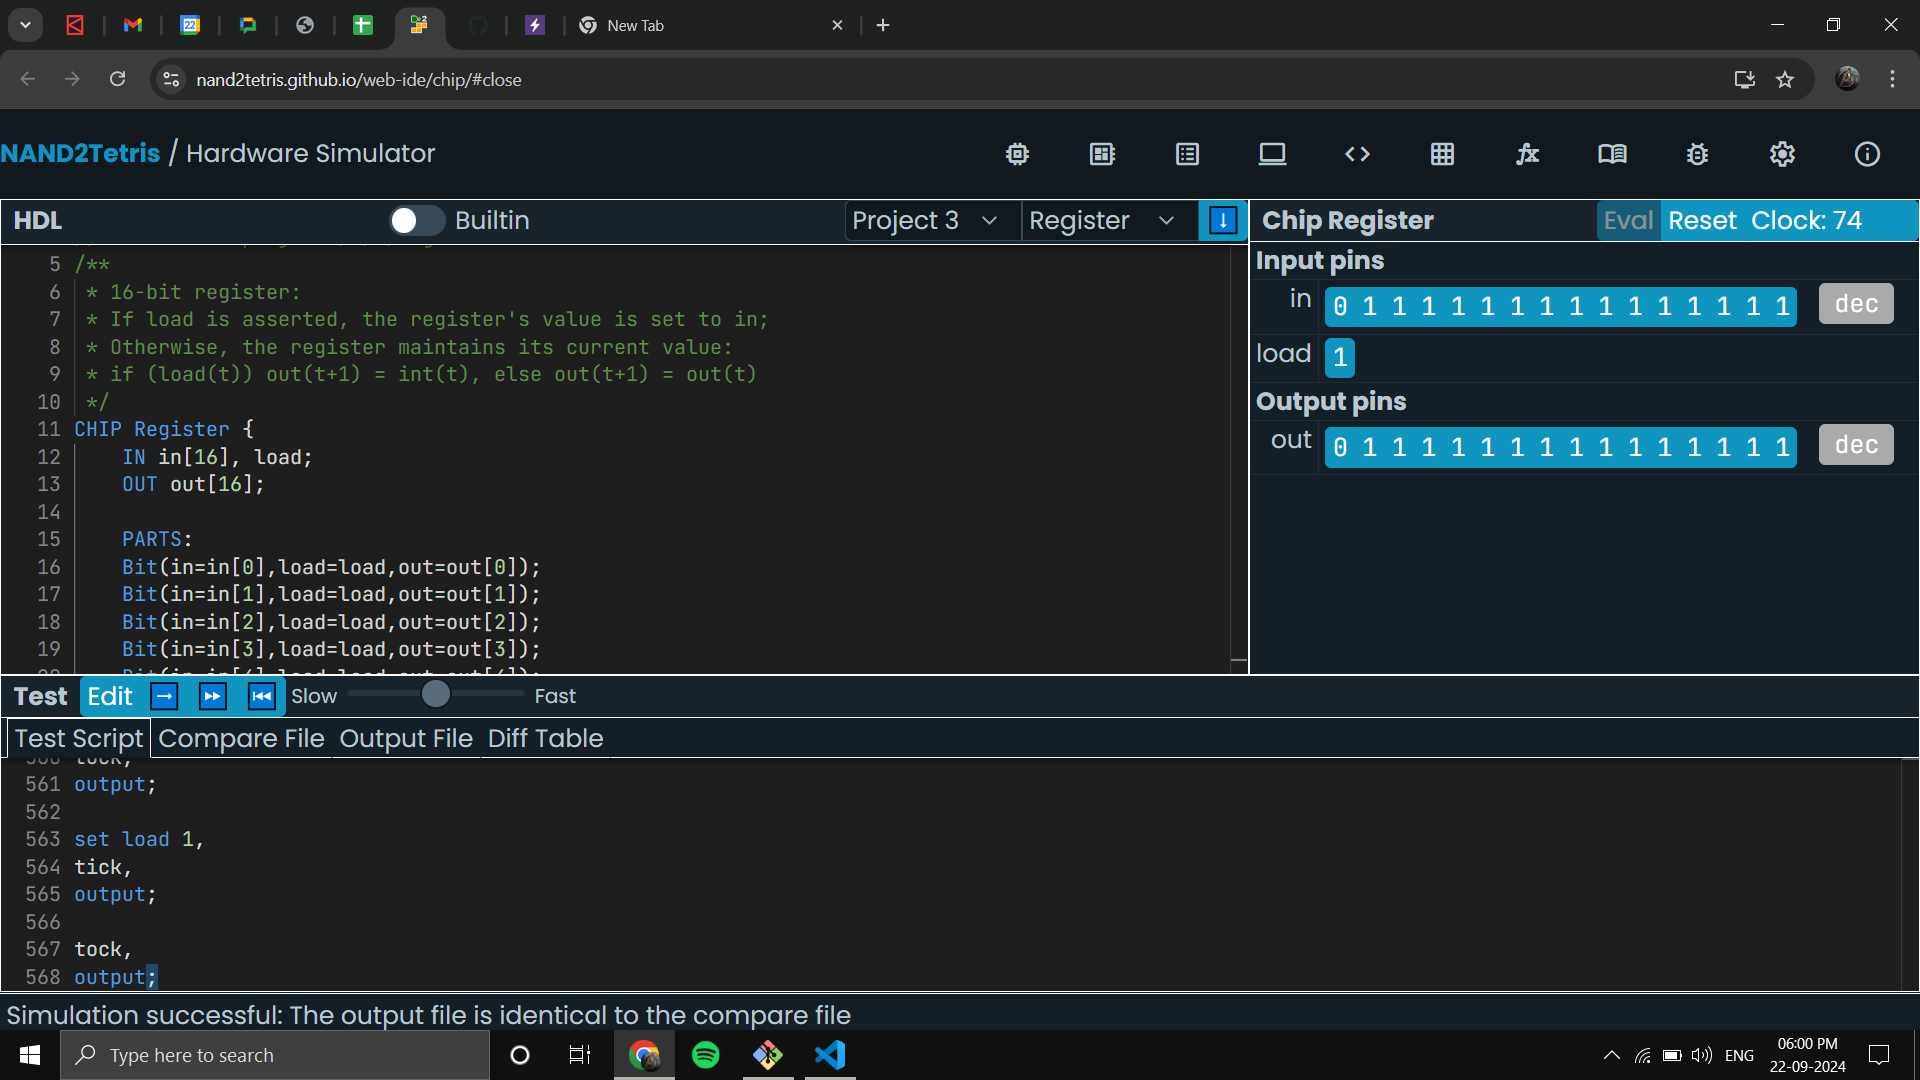 22
2
New Tab
nand2tetris.github.io/web-ide/chip/#close
NAND2Tetris / Hardware Simulator
HDL Builtin Project 3 Register
5 /**
6 * 16-bit register:
7 * If load is asserted, the register's value is set to in;
8 * Otherwise, the register maintains its current value:
9 * if (load(t)) out(t+1) = int(t), else out(t+1) = out(t)
10 */
11 CHIP Register {
12 IN in[16], load;
13 OUT out[16];
14
15 PARTS:
16 Bit(in=in[0],load=load,out=out[0]);
17 Bit(in=in[1],load=load,out=out[1]);
18 Bit(in=in[2],load=load,out=out[2]);
19 Bit(in=in[3],load=load,out=out[3]);
Chip Register Eval Reset Clock: 74
Input pins
in 0 1 1 1 1 1 1 1 1 1 1 1 1 1 1 1 dec
load 1
Output pins
out 0 1 1 1 1 1 1 1 1 1 1 1 1 1 1 1 dec
Test Edit Slow Fast
Test Script Compare File Output File Diff Table
560 tock,
561 output;
562
563 set load 1,
564 tick,
565 output;
566
567 tock,
568 output;
Simulation successful: The output file is identical to the compare file
Type here to search
ENG
06:00 PM
22-09-2024